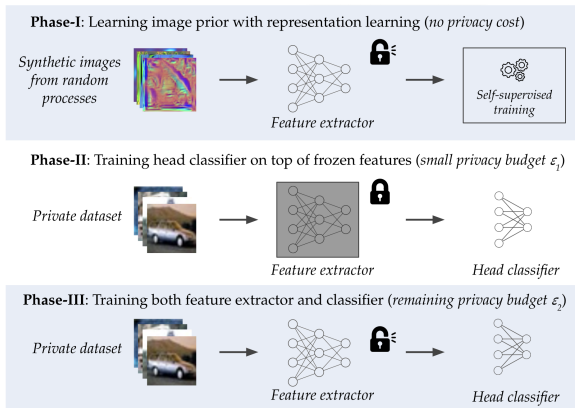 Phase-I: Learning image prior with representation learning (no privacy cost)
Synthetic images
from random
processes
Feature extractor
Self-supervised
training
Phase-II: Training head classifier on top of frozen features (small privacy budget ε₁)
Private dataset
Feature extractor
Head classifier
Phase-III: Training both feature extractor and classifier (remaining privacy budget ε₂)
Private dataset
Feature extractor
Head classifier